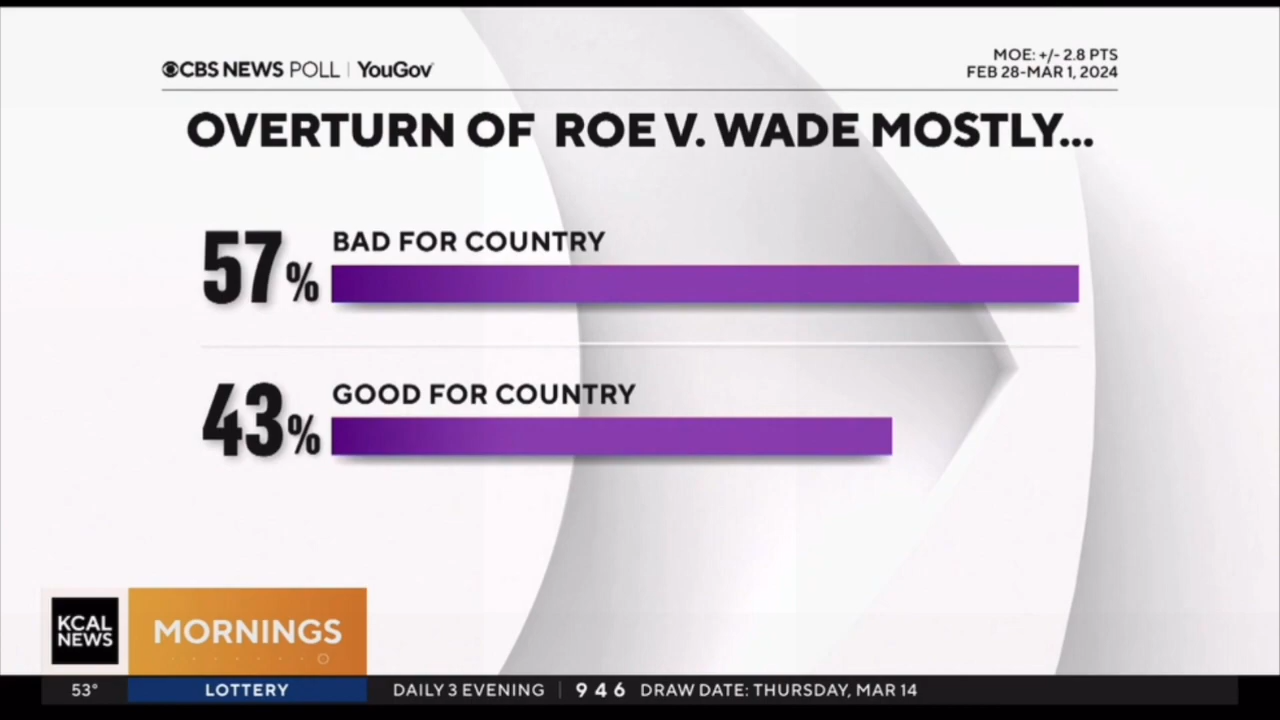 CBS NEWS POLL | YouGov
MOE: +/- 2.8 PTS
FEB 28-MAR 1, 2024
OVERTURN OF ROE V. WADE MOSTLY...
57% BAD FOR COUNTRY
43% GOOD FOR COUNTRY
KCAL
NEWS
MORNINGS
53° LOTTERY DAILY 3 EVENING | 9 4 6 DRAW DATE: THURSDAY, MAR 14